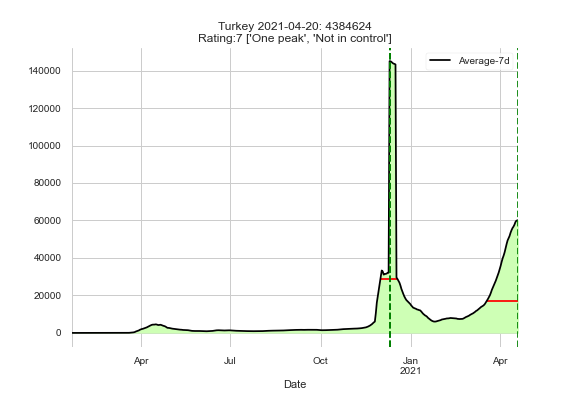 Turkey 2021-04-20: 4384624
Rating:7 ['One peak', 'Not in control']
Average-7d
140000
120000
100000
80000
60000
40000
20000
0
Apr
Jul
Oct
Jan
2021
Apr
Date